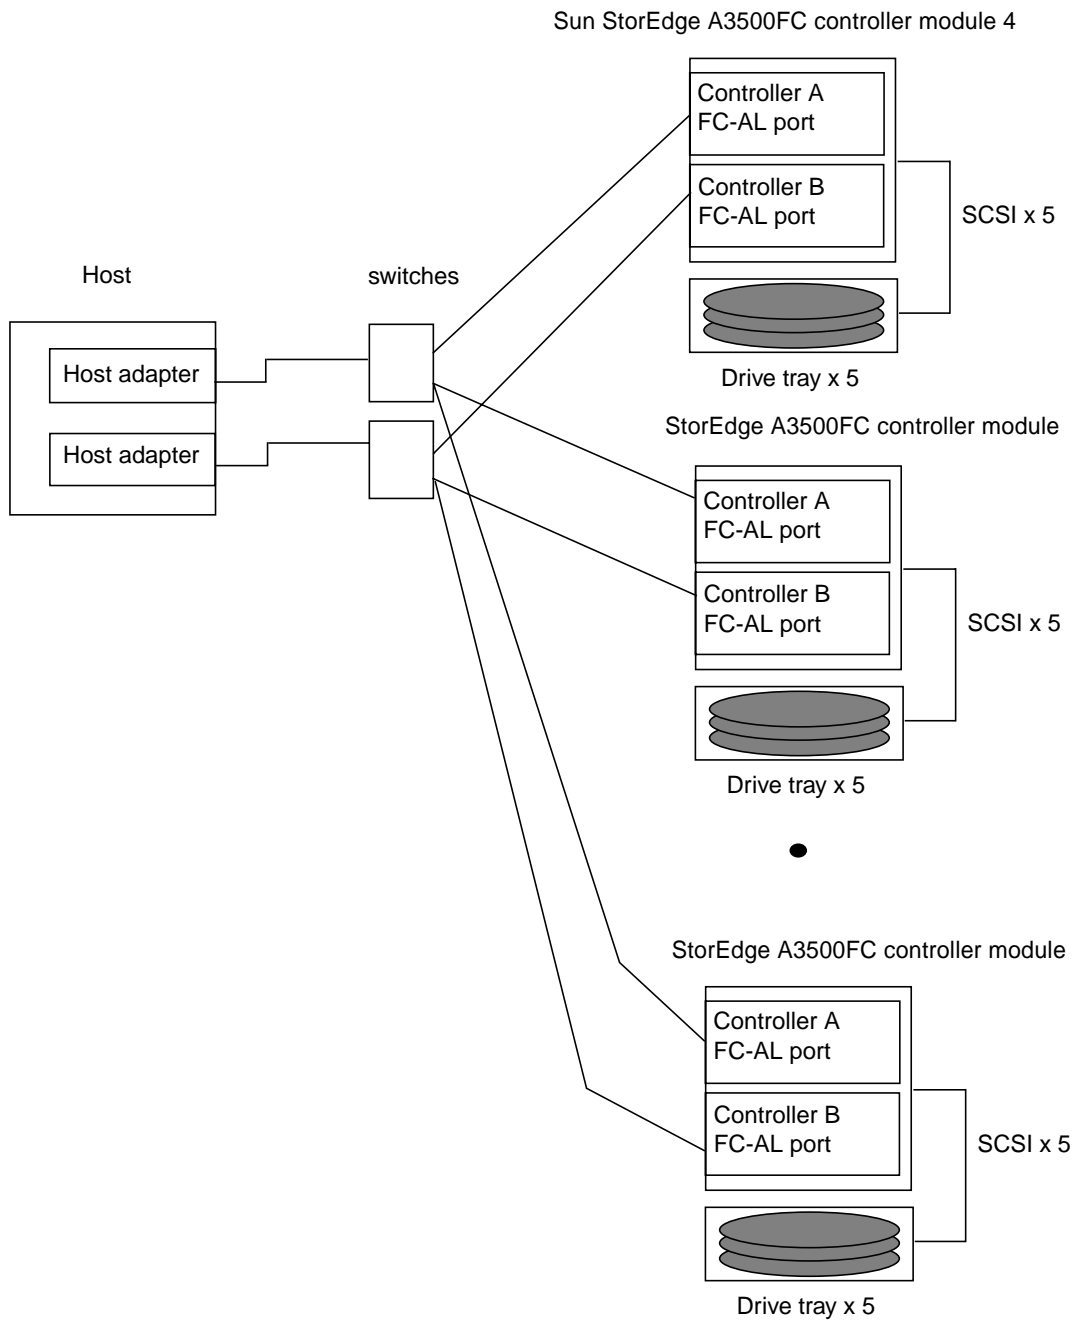 Sun StorEdge A3500FC controller module 4
Controller A
FC-AL port
Controller B
FC-AL port
SCSI x 5
Drive tray x 5
Host
switches
Host adapter
Host adapter
StorEdge A3500FC controller module
Controller A
FC-AL port
Controller B
FC-AL port
SCSI x 5
Drive tray x 5
StorEdge A3500FC controller module
Controller A
FC-AL port
Controller B
FC-AL port
SCSI x 5
Drive tray x 5